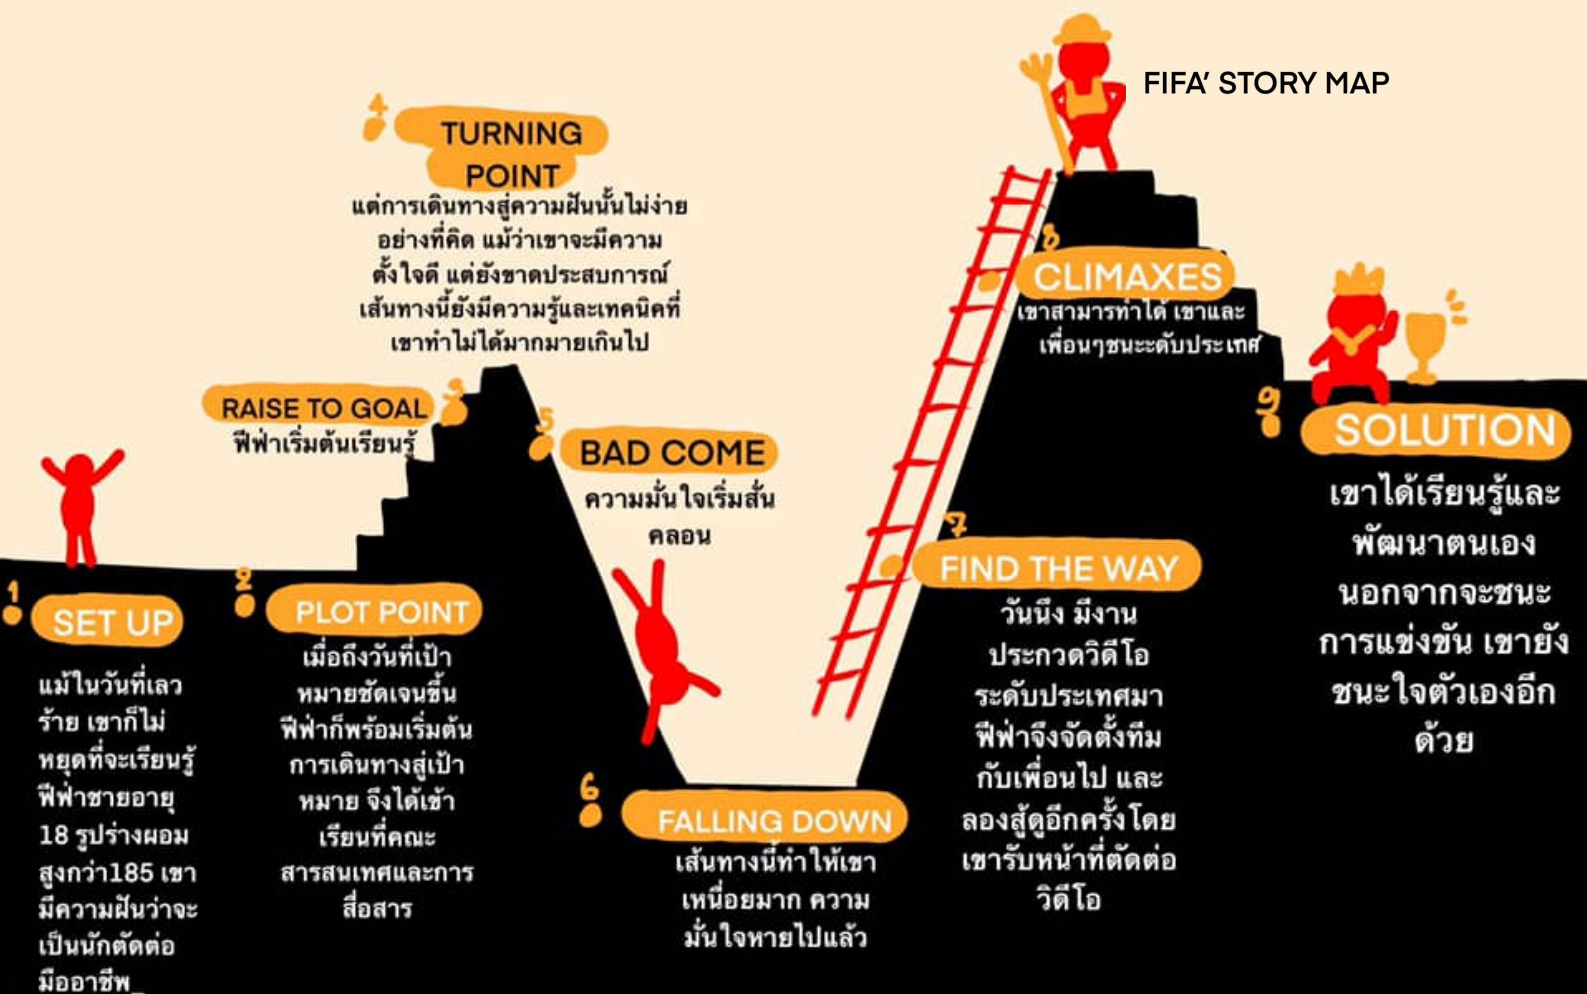 FIFA’ STORY MAP
1
SET UP
แม้ในวันที่เลว
ร้าย เขาก็ไม่
หยุดที่จะเรียนรู้
ฟีฟ่าชายอายุ
18 รูปร่างผอม
สูงกว่า185 เขา
มีความฝันว่าจะ
เป็นนักตัดต่อ
มืออาชีพ_
2
PLOT POINT
เมื่อถึงวันที่เป้า
หมายชัดเจนขึ้น
ฟีฟ่าก็พร้อมเริ่มต้น
การเดินทางสู่เป้า
หมาย จึงได้เข้า
เรียนที่คณะ
สารสนเทศและการ
สื่อสาร
3
RAISE TO GOAL
ฟีฟ่าเริ่มต้นเรียนรู้
4
TURNING
POINT
แต่การเดินทางสู่ความฝันนั้นไม่ง่าย
อย่างที่คิด แม้ว่าเขาจะมีความ
ตั้งใจดี แต่ยังขาดประสบการณ์
เส้นทางนี้ยังมีความรู้และเทคนิคที่
เขาทำไม่ได้มากมายเกินไป
5
BAD COME
ความมั่นใจเริ่มสั่น
คลอน
6
FALLING DOWN
เส้นทางนี้ทำให้เขา
เหนื่อยมาก ความ
มั่นใจหายไปแล้ว
7
FIND THE WAY
วันนึง มีงาน
ประกวดวิดีโอ
ระดับประเทศมา
ฟีฟ่าจึงจัดตั้งทีม
กับเพื่อนไป และ
ลองสู้ดูอีกครั้งโดย
เขารับหน้าที่ตัดต่อ
วิดีโอ
8
CLIMAXES
เขาสามารทำได้ เขาและ
เพื่อนๆชนะะดับประเทศ
9
SOLUTION
เขาได้เรียนรู้และ
พัฒนาตนเอง
นอกจากจะชนะ
การแข่งขัน เขายัง
ชนะใจตัวเองอีก
ด้วย